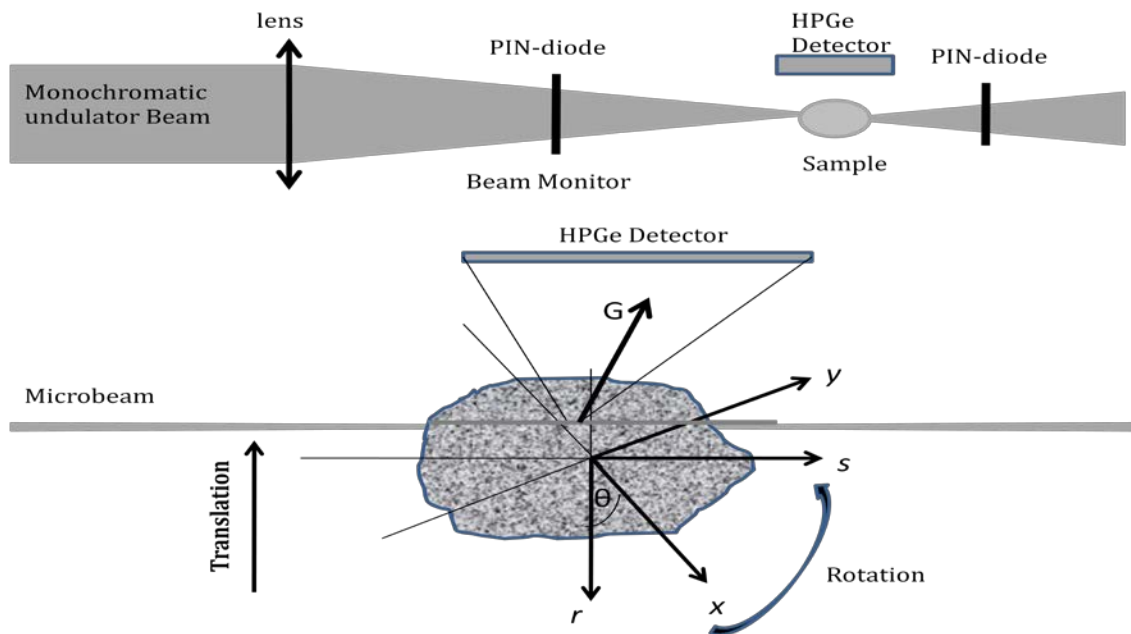 lens
HPGe
Detector
PIN-diode
PIN-diode
Monochromatic
undulator Beam
Sample
Beam Monitor
HPGe Detector
G
y
Microbeam
s
Translation
θ
Rotation
x
r